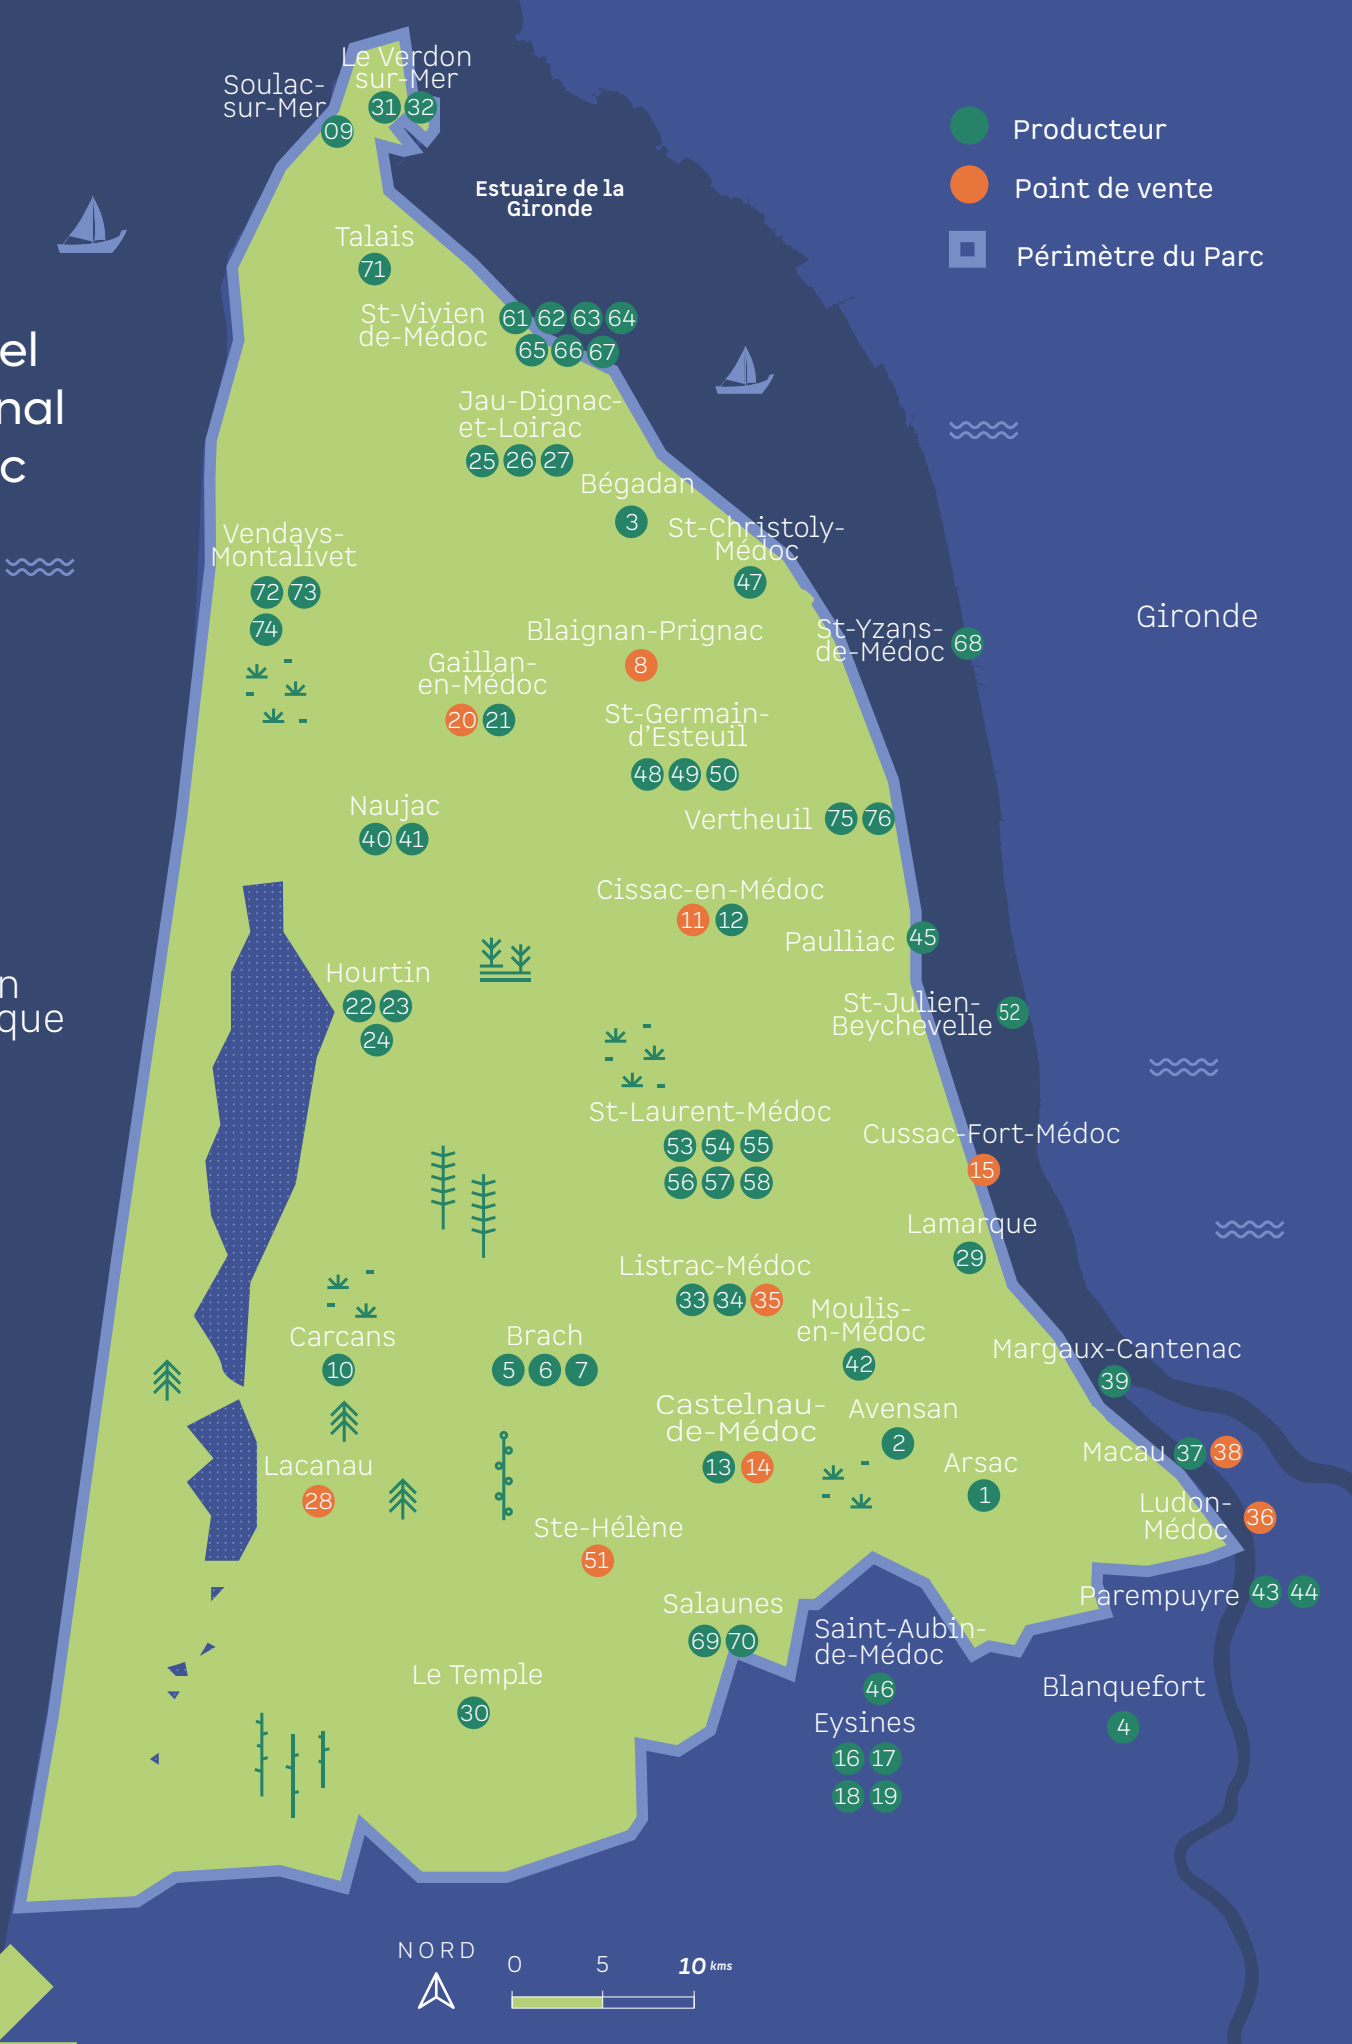 Le Verdon
sur-Mer
31 32
Soulac-
sur-Mer
09
Producteur
Point de vente
Périmètre du Parc
Estuaire de la
Gironde
Talais
71
St-Vivien
de-Médoc
61 62 63 64
65 66 67
el
nal
c
Jau-Dignac-
et-Loirac
25 26 27
Bégadan
3
St-Christoly-
Médoc
47
Vendays-
Montalivet
72 73
74
Blaignan-Prignac
8
St-Yzans-
de-Médoc
68
Gironde
Gaillan-
en-Médoc
20 21
St-Germain-
d'Esteuil
48 49 50
Naujac
40 41
Vertheuil
75 76
Cissac-en-Médoc
11 12
Paulliac
45
n
que
Hourtin
22 23
24
St-Julien-
Beychevelle
52
St-Laurent-Médoc
53 54 55
56 57 58
Cussac-Fort-Médoc
15
Lamarque
29
Listrac-Médoc
33 34 35
Moulis-
en-Médoc
42
Carcans
10
Brach
5 6 7
Margaux-Cantenac
39
Castelnau-
de-Médoc
13 14
Avensan
2
Arsac
1
Macau
37 38
Lacanau
28
Ludon-
Médoc
36
Ste-Hélène
51
Parempuyre
43 44
Salaunes
69 70
Saint-Aubin-
de-Médoc
46
Le Temple
30
Blanquefort
4
Eysines
16 17
18 19
NORD
0 5 10 kms